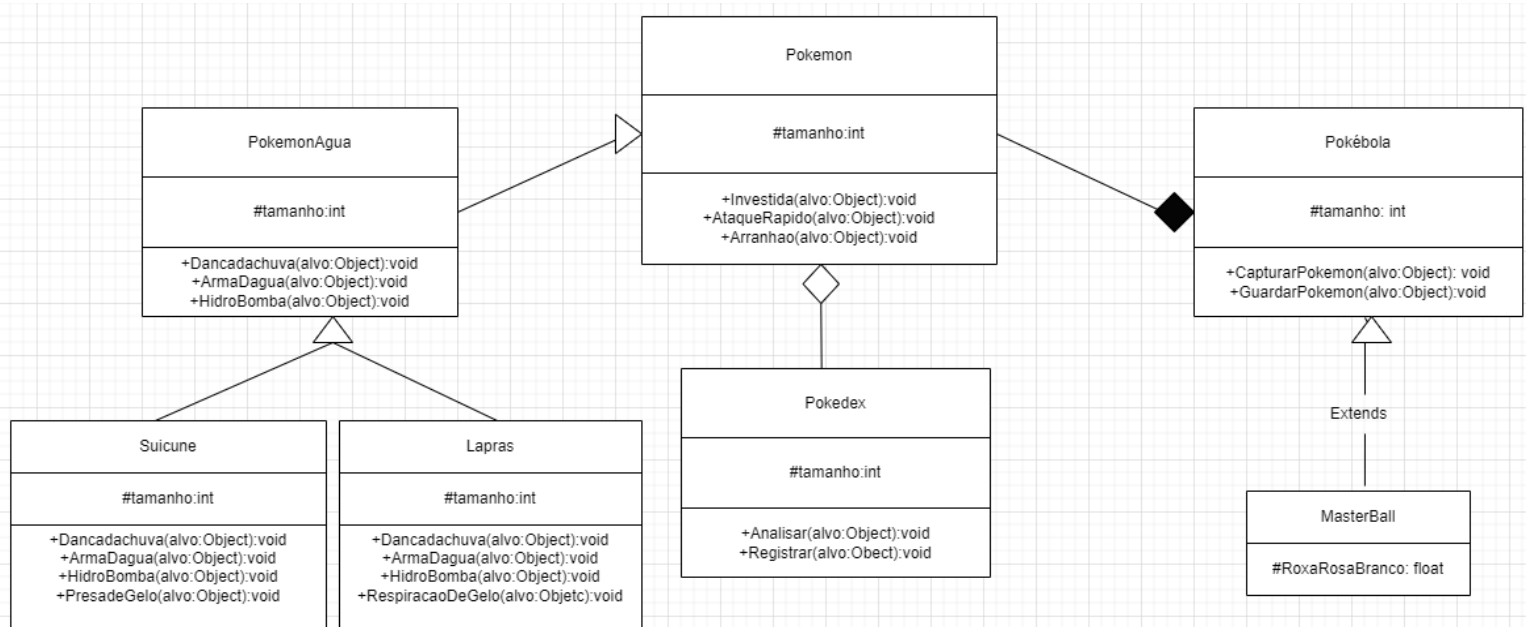 Pokemon
#tamanho:int
+Investida(alvo:Object):void
+AtaqueRapido(alvo:Object):void
+Arranhao(alvo:Object):void
PokemonAgua
#tamanho:int
+Dancadachuva(alvo:Object):void
+ArmaDagua(alvo:Object):void
+HidroBomba(alvo:Object):void
Pokébola
#tamanho: int
+CapturarPokemon(alvo:Object): void
+GuardarPokemon(alvo:Object):void
Suicune
#tamanho:int
+Dancadachuva(alvo:Object):void
+ArmaDagua(alvo:Object):void
+HidroBomba(alvo:Object):void
+PresadeGelo(alvo:Object):void
Lapras
#tamanho:int
+Dancadachuva(alvo:Object):void
+ArmaDagua(alvo:Object):void
+HidroBomba(alvo:Object):void
+RespiracaoDeGelo(alvo:Objetc):void
Pokedex
#tamanho:int
+Analisar(alvo:Object):void
+Registrar(alvo:Obect):void
Extends
MasterBall
#RoxaRosaBranco: float